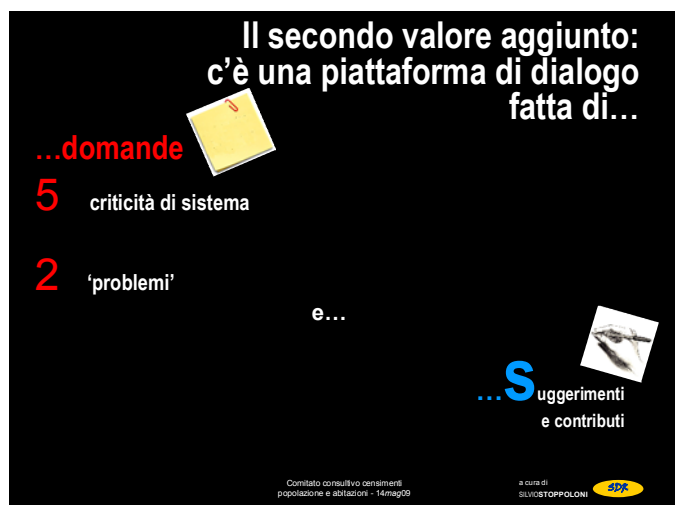 Il secondo valore aggiunto:
c’è una piattaforma di dialogo
fatta di…
…domande
5 criticità di sistema
2 ‘problemi’
e…
…Suggerimenti
e contributi
Comitato consultivo censimenti
popolazione e abitazioni - 14mag09
a cura di
SILVIOSTOPPOLONI
SDR